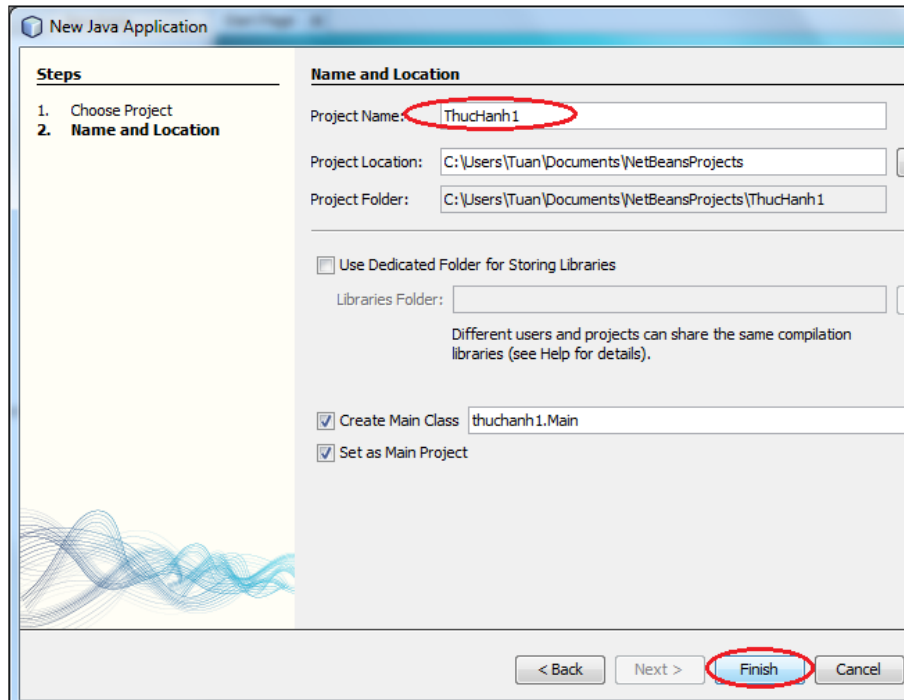 New Java Application
Steps
1. Choose Project
2. Name and Location
Name and Location
Project Name: ThucHanh1
Project Location: C:\Users\Tuan\Documents\NetBeansProjects
Project Folder: C:\Users\Tuan\Documents\NetBeansProjects\ThucHanh1
Use Dedicated Folder for Storing Libraries
Libraries Folder:
Different users and projects can share the same compilation
libraries (see Help for details).
Create Main Class thuchanh1.Main
Set as Main Project
< Back Next > Finish Cancel